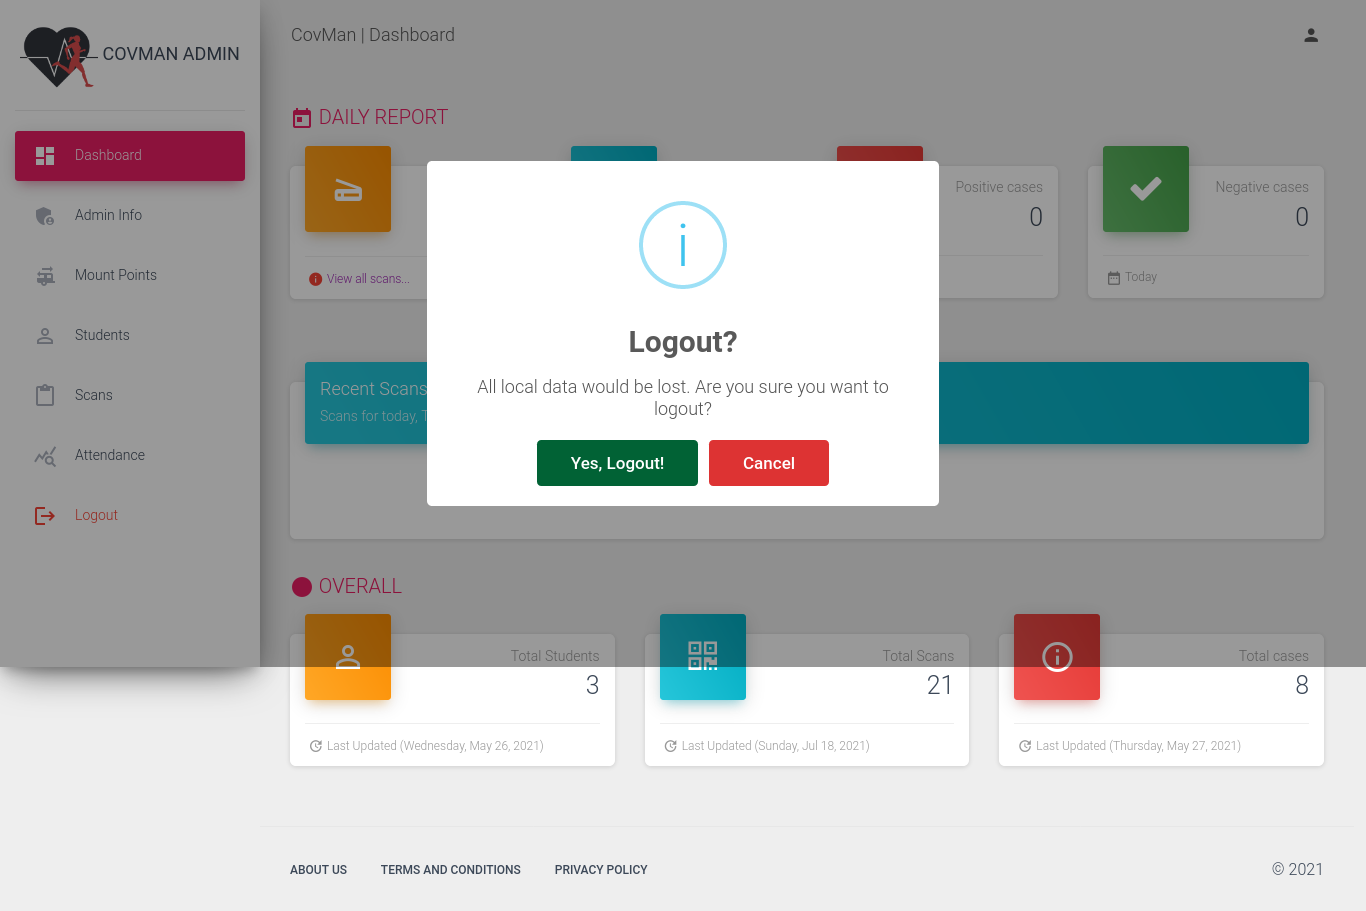 COVMAN ADMIN
Dashboard
Admin Info
Mount Points
Students
Scans
Attendance
Logout
CovMan | Dashboard
DAILY REPORT
View all scans...
Positive cases
0
Negative cases
0
Today
Recent Scans
Scans for today,
Logout?
All local data would be lost. Are you sure you want to
logout?
Yes, Logout!
Cancel
OVERALL
Total Students
3
Last Updated (Wednesday, May 26, 2021)
Total Scans
21
Last Updated (Sunday, Jul 18, 2021)
Total cases
8
Last Updated (Thursday, May 27, 2021)
ABOUT US
TERMS AND CONDITIONS
PRIVACY POLICY
© 2021